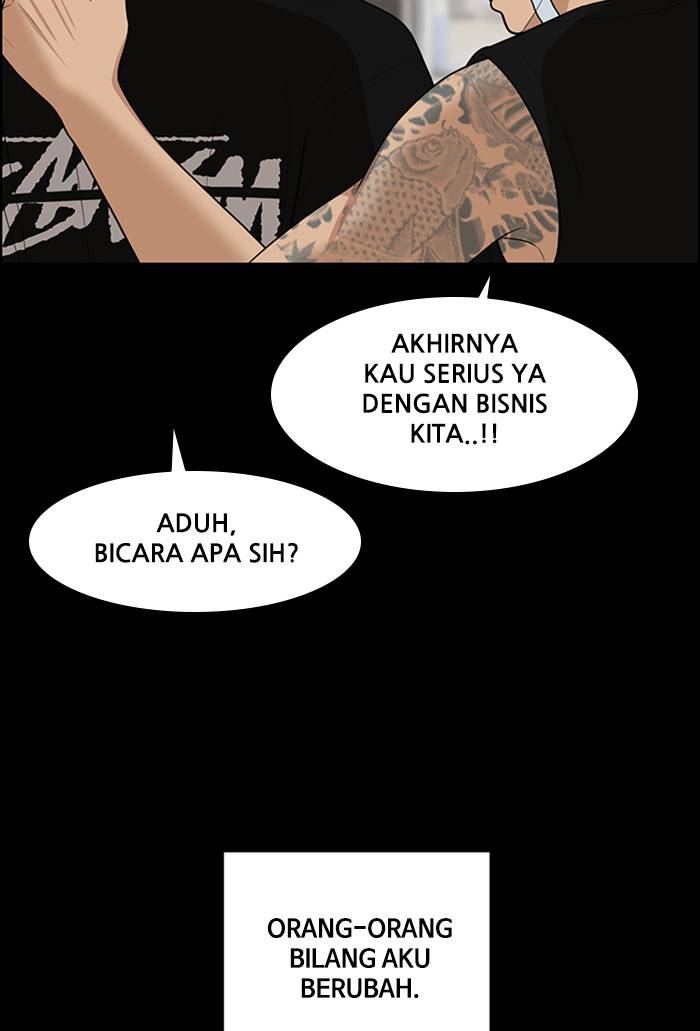 AKHIRNYA
KAU SERIUS YA
DENGAN BISNIS
KITA..!!
ADUH,
BICARA APA SIH?
ORANG-ORANG
BILANG AKU
BERUBAH.